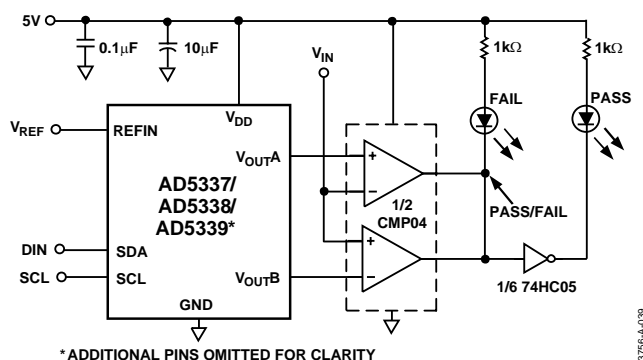 5V
0.1μF
10μF
VIN
1kΩ
1kΩ
FAIL
PASS
VDD
VREF
REFIN
VOUTA
AD5337/
AD5338/
AD5339*
+
−
1/2
CMP04
PASS/FAIL
+
−
DIN
SDA
SCL
SCL
VOUTB
1/6 74HC05
GND
*ADDITIONAL PINS OMITTED FOR CLARITY